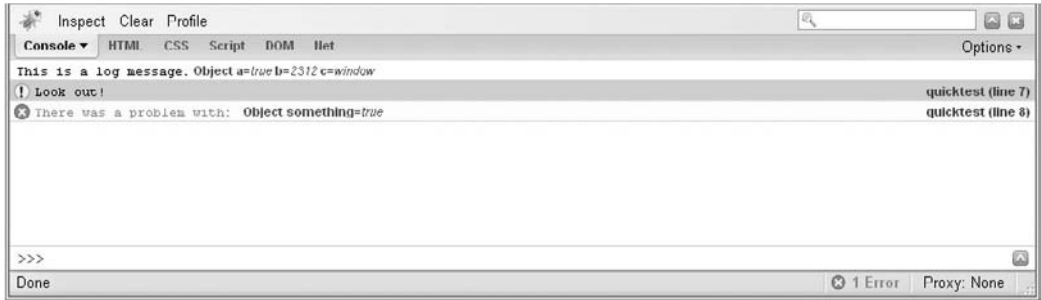 Inspect Clear Profile
Console HTML CSS Script DOM Net
Options
This is a log message. Object a=true b=2312 c=window
Look out! quicktest (line 7)
There was a problem with: Object something=true quicktest (line 8)
>>>
Done 1 Error Proxy: None